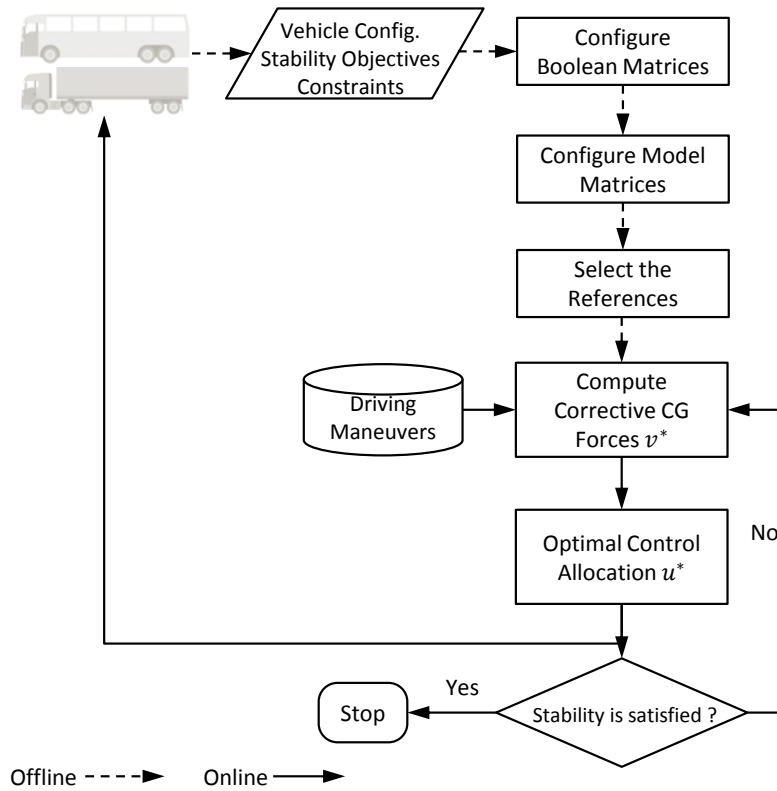 Vehicle Config.
Stability Objectives
Constraints
Configure
Boolean Matrices
Configure Model
Matrices
Select the
References
Driving
Maneuvers
Compute
Corrective CG
Forces v*
Optimal Control
Allocation u*
No
Yes
Stop
Stability is satisfied ?
Offline
Online